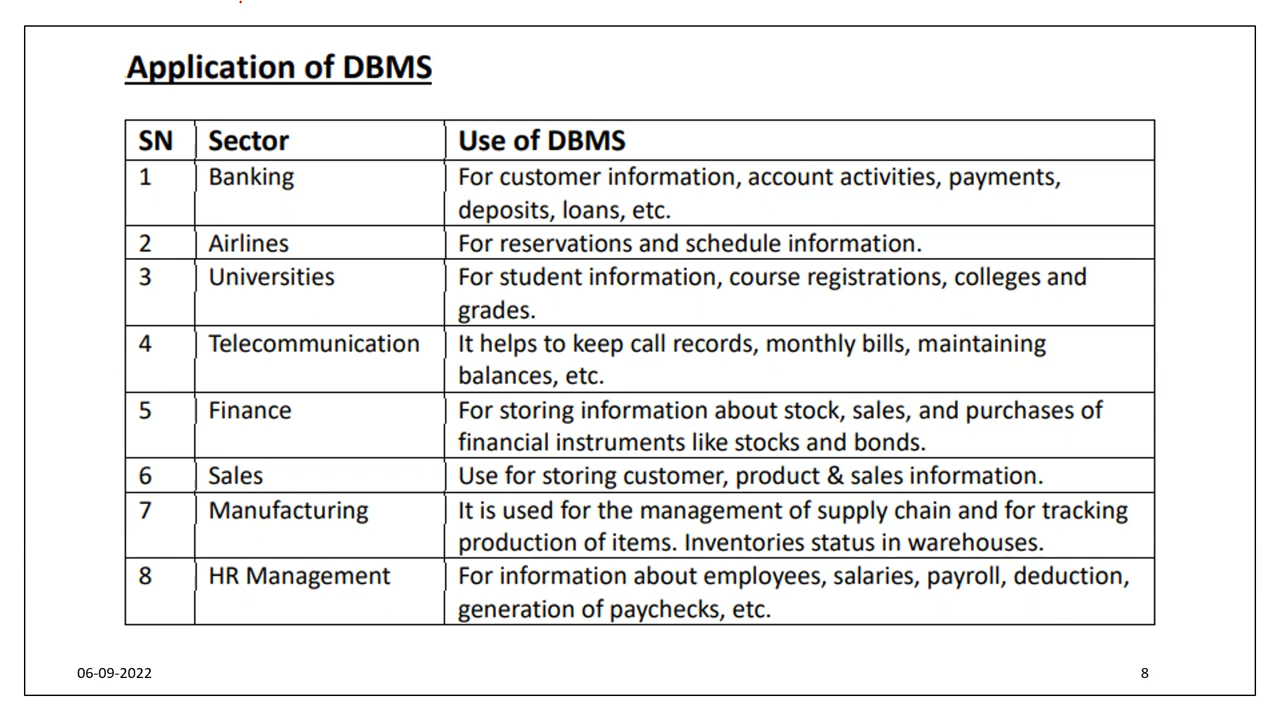 Application of DBMS
SN Sector Use of DBMS
1 Banking For customer information, account activities, payments,
deposits, loans, etc.
2 Airlines For reservations and schedule information.
3 Universities For student information, course registrations, colleges and
grades.
4 Telecommunication It helps to keep call records, monthly bills, maintaining
balances, etc.
5 Finance For storing information about stock, sales, and purchases of
financial instruments like stocks and bonds.
6 Sales Use for storing customer, product & sales information.
7 Manufacturing It is used for the management of supply chain and for tracking
production of items. Inventories status in warehouses.
8 HR Management For information about employees, salaries, payroll, deduction,
generation of paychecks, etc.
06-09-2022 8